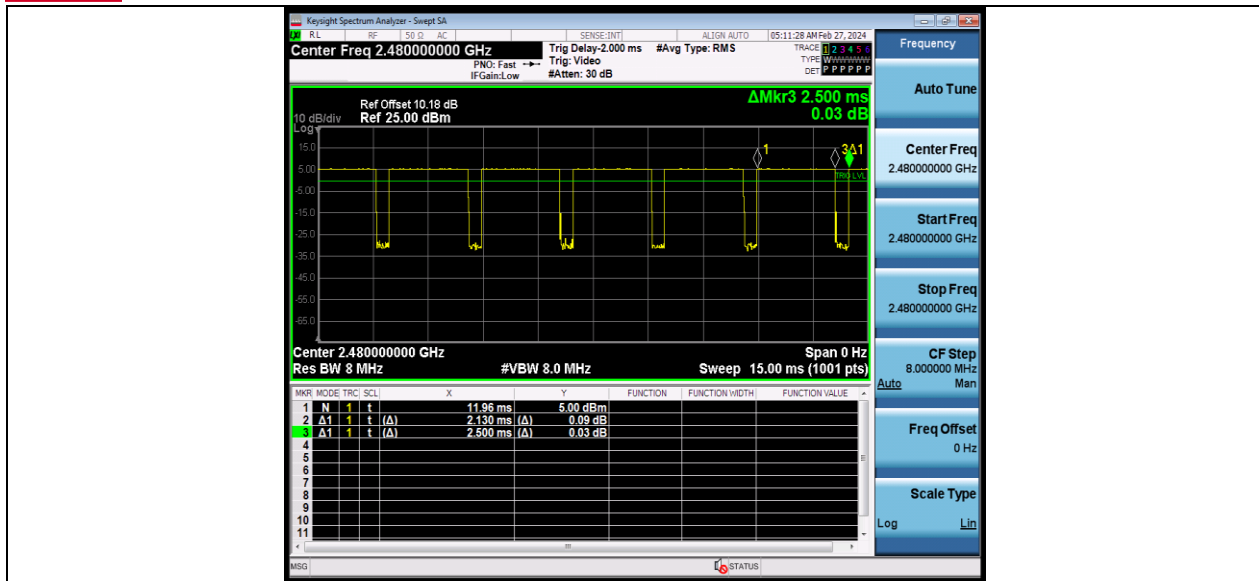 Keysight Spectrum Analyzer - Swept SA
RL RF 50 Ω AC SENSE:INT ALIGN AUTO 05:11:28 AM Feb 27, 2024
Center Freq 2.480000000 GHz
Trig Delay-2.000 ms #Avg Type: RMS
TRACE 1 2 3 4 5 6
PNO: Fast Trig: Video
TYPE WWWWWW
IFGain:Low #Atten: 30 dB
DET P P P P P P
ΔMkr3 2.500 ms
0.03 dB
Ref Offset 10.18 dB
10 dB/div Ref 25.00 dBm
Log
15.0
5.00
-5.00
-15.0
-25.0
-35.0
-45.0
-55.0
-65.0
1
3Δ1
TRIG LVL
Center 2.480000000 GHz Span 0 Hz
Res BW 8 MHz #VBW 8.0 MHz Sweep 15.00 ms (1001 pts)
MKR MODE TRC SCL X Y FUNCTION FUNCTION WIDTH FUNCTION VALUE
1 N 1 t 11.96 ms 5.00 dBm
2 Δ1 1 t (Δ) 2.130 ms (Δ) 0.09 dB
3 Δ1 1 t (Δ) 2.500 ms (Δ) 0.03 dB
4
5
6
7
8
9
10
11
MSG STATUS
Frequency
Auto Tune
Center Freq
2.480000000 GHz
Start Freq
2.480000000 GHz
Stop Freq
2.480000000 GHz
CF Step
8.000000 MHz
Auto Man
Freq Offset
0 Hz
Scale Type
Log Lin